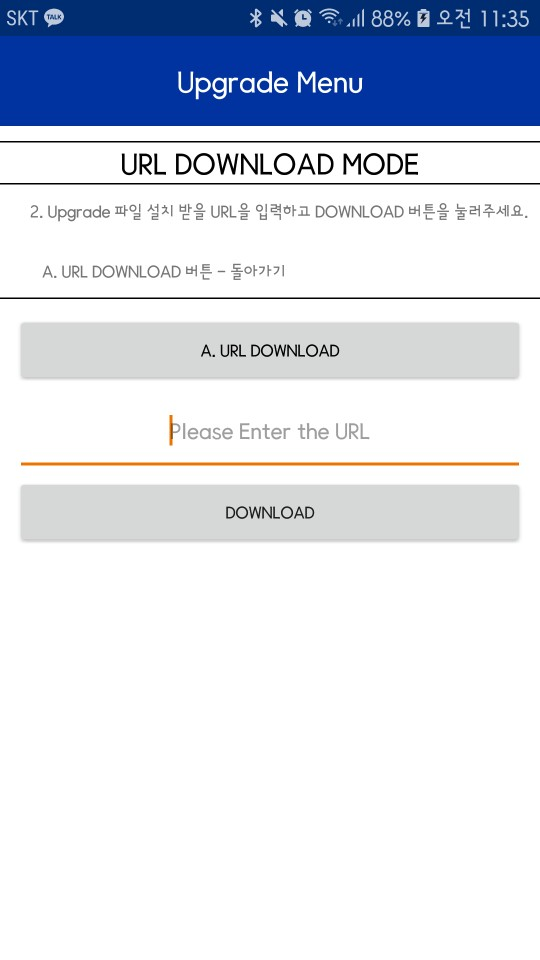 SKT TALK 88% 오전 11:35
Upgrade Menu
URL DOWNLOAD MODE
2. Upgrade 파일 설치 받을 URL을 입력하고 DOWNLOAD 버튼을 눌러주세요.
A. URL DOWNLOAD 버튼 - 돌아가기
A. URL DOWNLOAD
Please Enter the URL
DOWNLOAD